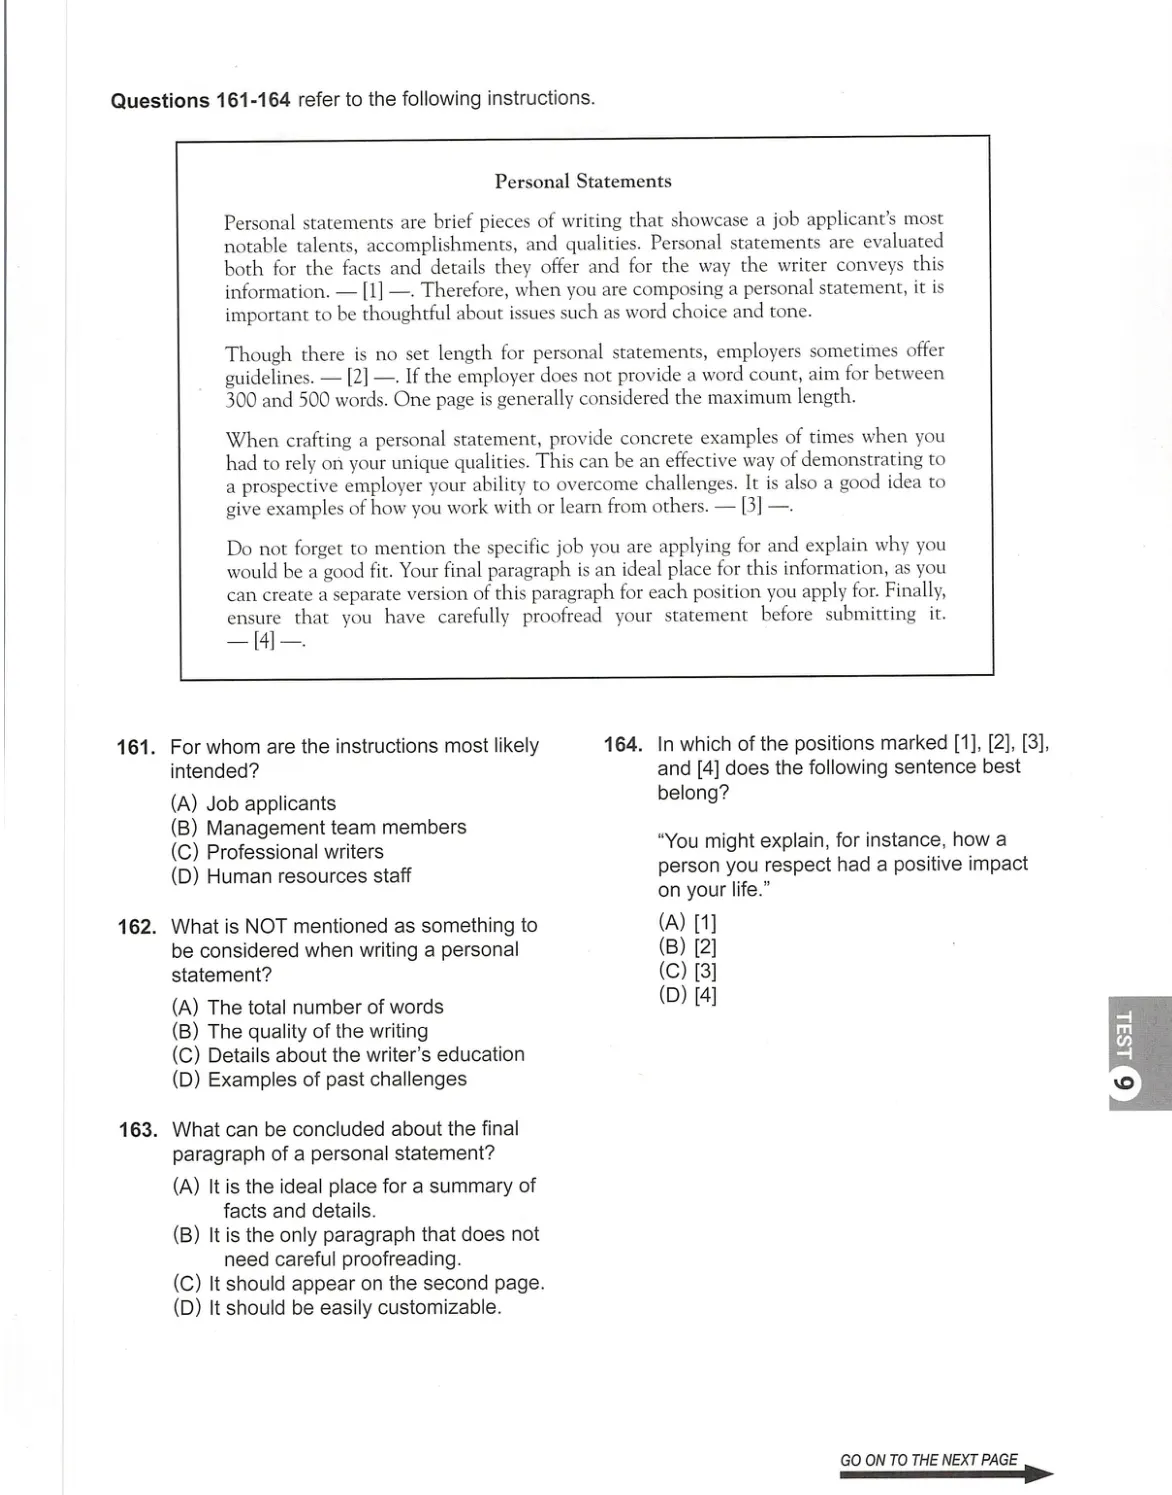 Questions 161-164 refer to the following instructions.
Personal Statements
Personal statements are brief pieces of writing that showcase a job applicant's most
notable talents, accomplishments, and qualities. Personal statements are evaluated
both for the facts and details they offer and for the way the writer conveys this
information. — [1] —. Therefore, when you are composing a personal statement, it is
important to be thoughtful about issues such as word choice and tone.
Though there is no set length for personal statements, employers sometimes offer
guidelines. — [2] —. If the employer does not provide a word count, aim for between
300 and 500 words. One page is generally considered the maximum length.
When crafting a personal statement, provide concrete examples of times when you
had to rely on your unique qualities. This can be an effective way of demonstrating to
a prospective employer your ability to overcome challenges. It is also a good idea to
give examples of how you work with or learn from others. — [3] —.
Do not forget to mention the specific job you are applying for and explain why you
would be a good fit. Your final paragraph is an ideal place for this information, as you
can create a separate version of this paragraph for each position you apply for. Finally,
ensure that you have carefully proofread your statement before submitting it.
— [4] —.
161. For whom are the instructions most likely
intended?
(A) Job applicants
(B) Management team members
(C) Professional writers
(D) Human resources staff
162. What is NOT mentioned as something to
be considered when writing a personal
statement?
(A) The total number of words
(B) The quality of the writing
(C) Details about the writer's education
(D) Examples of past challenges
163. What can be concluded about the final
paragraph of a personal statement?
(A) It is the ideal place for a summary of
facts and details.
(B) It is the only paragraph that does not
need careful proofreading.
(C) It should appear on the second page.
(D) It should be easily customizable.
164. In which of the positions marked [1], [2], [3],
and [4] does the following sentence best
belong?
"You might explain, for instance, how a
person you respect had a positive impact
on your life."
(A) [1]
(B) [2]
(C) [3]
(D) [4]
TEST 9
GO ON TO THE NEXT PAGE